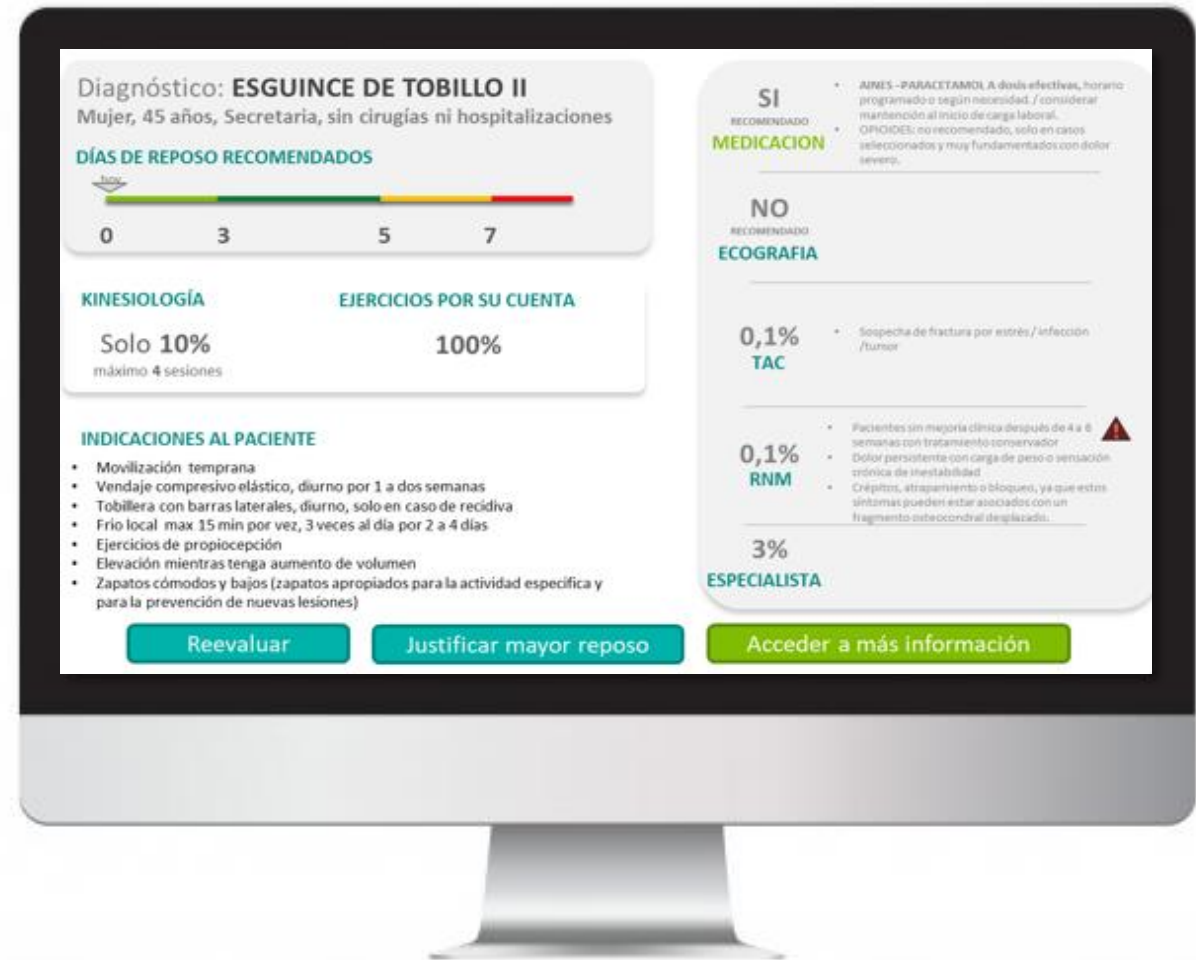 Diagnóstico: ESGUINCE DE TOBILLO II
Mujer, 45 años, Secretaria, sin cirugías ni hospitalizaciones
DÍAS DE REPOSO RECOMENDADOS
hoy
0 3 5 7
KINESIOLOGÍA
Solo 10%
máximo 4 sesiones
EJERCICIOS POR SU CUENTA
100%
INDICACIONES AL PACIENTE
• Movilización temprana
• Vendaje compresivo elástico, diurno por 1 a dos semanas
• Tobillera con barras laterales, diurno, solo en caso de recidiva
• Frio local max 15 min por vez, 3 veces al día por 2 a 4 días
• Ejercicios de propiocepción
• Elevación mientras tenga aumento de volumen
• Zapatos cómodos y bajos (zapatos apropiados para la actividad especifica y
para la prevención de nuevas lesiones)
SI
RECOMENDADO
MEDICACION
• AINES –PARACETAMOL A dosis efectivas, horario
programado o según necesidad. / considerar
mantención al inicio de carga laboral.
• OPIOIDES: no recomendado, solo en casos
seleccionados y muy fundamentados con dolor
severo.
NO
RECOMENDADO
ECOGRAFIA
0,1%
TAC
• Sospecha de fractura por estrés / infección
/tumor
0,1%
RNM
• Pacientes sin mejoría clínica después de 4 a 6
semanas con tratamiento conservador
• Dolor persistente con carga de peso o sensación
crónica de inestabilidad
• Crépitos, atrapamiento o bloqueo, ya que estos
síntomas pueden estar asociados con un
fragmento osteocondral desplazado.
3%
ESPECIALISTA
Reevaluar
Justificar mayor reposo
Acceder a más información